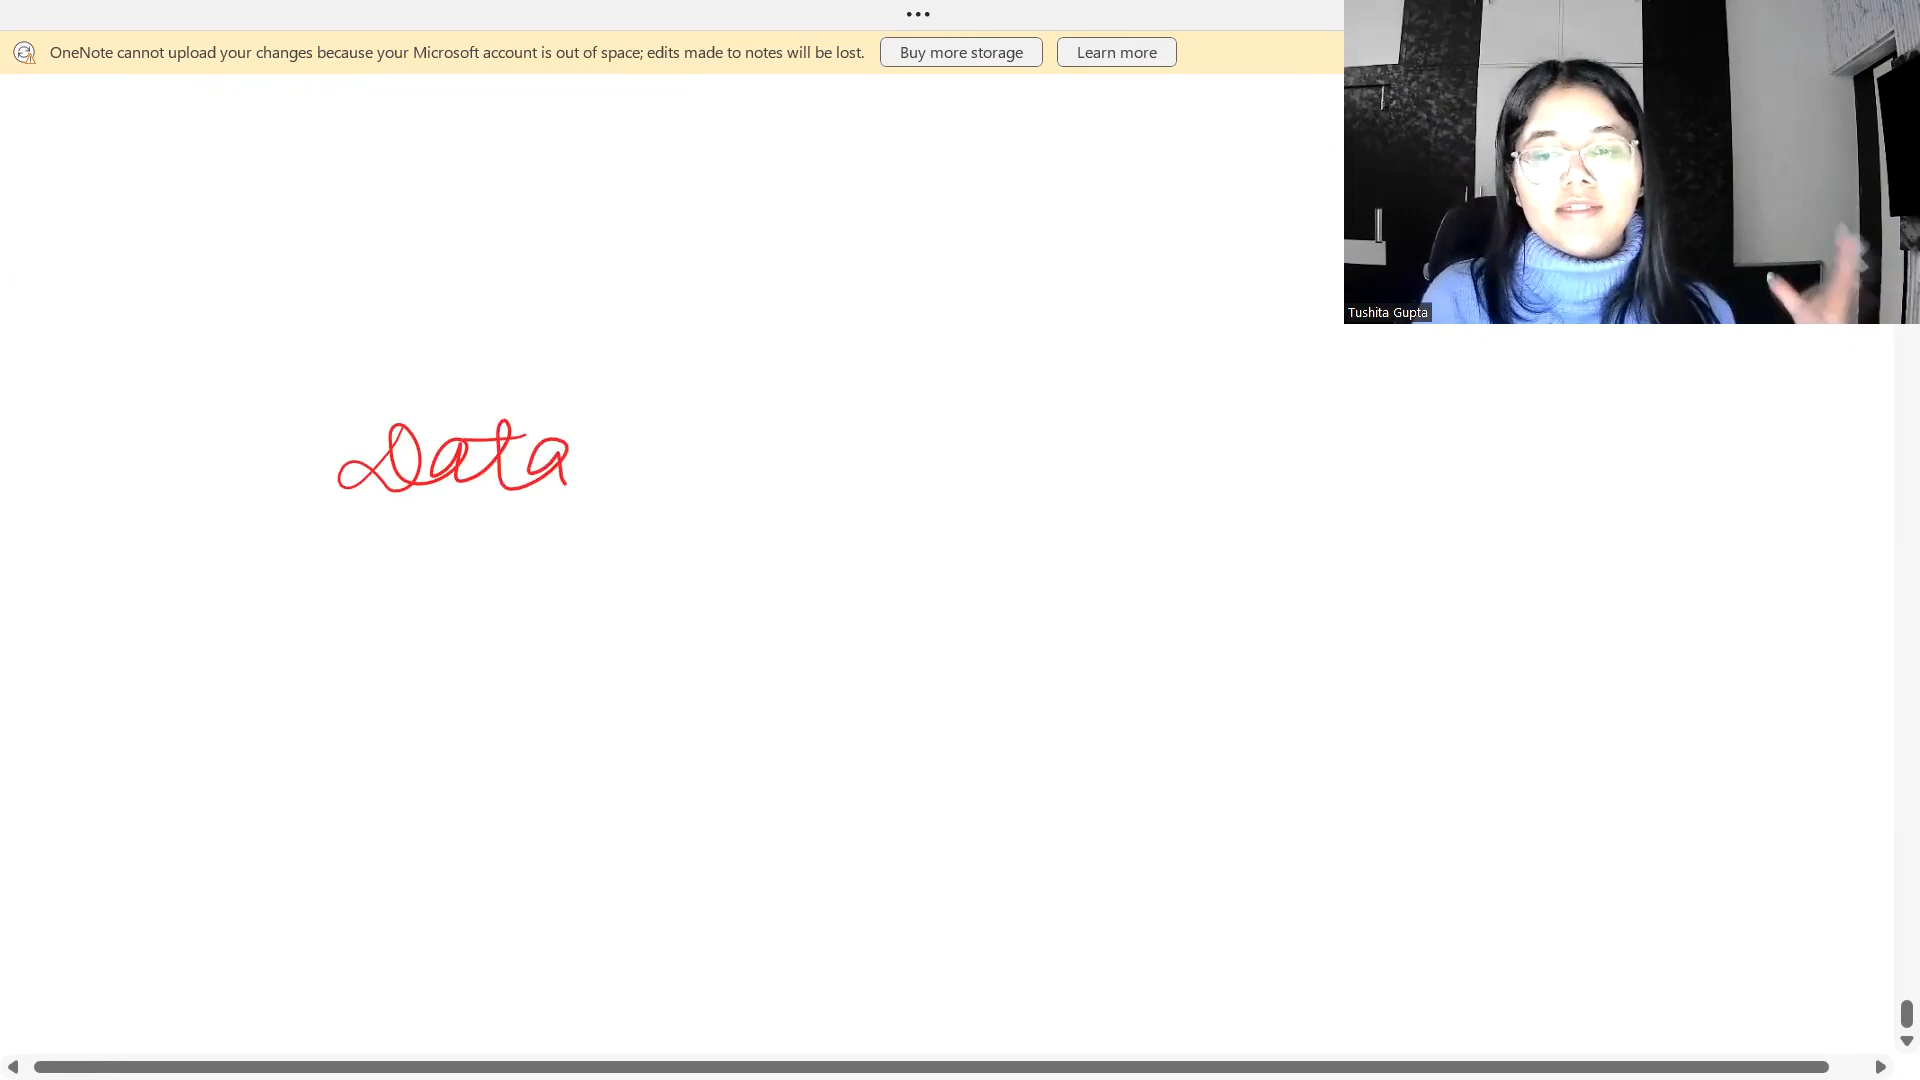 OneNote cannot upload your changes because your Microsoft account is out of space; edits made to notes will be lost. Buy more storage Learn more
Tushita Gupta
Data